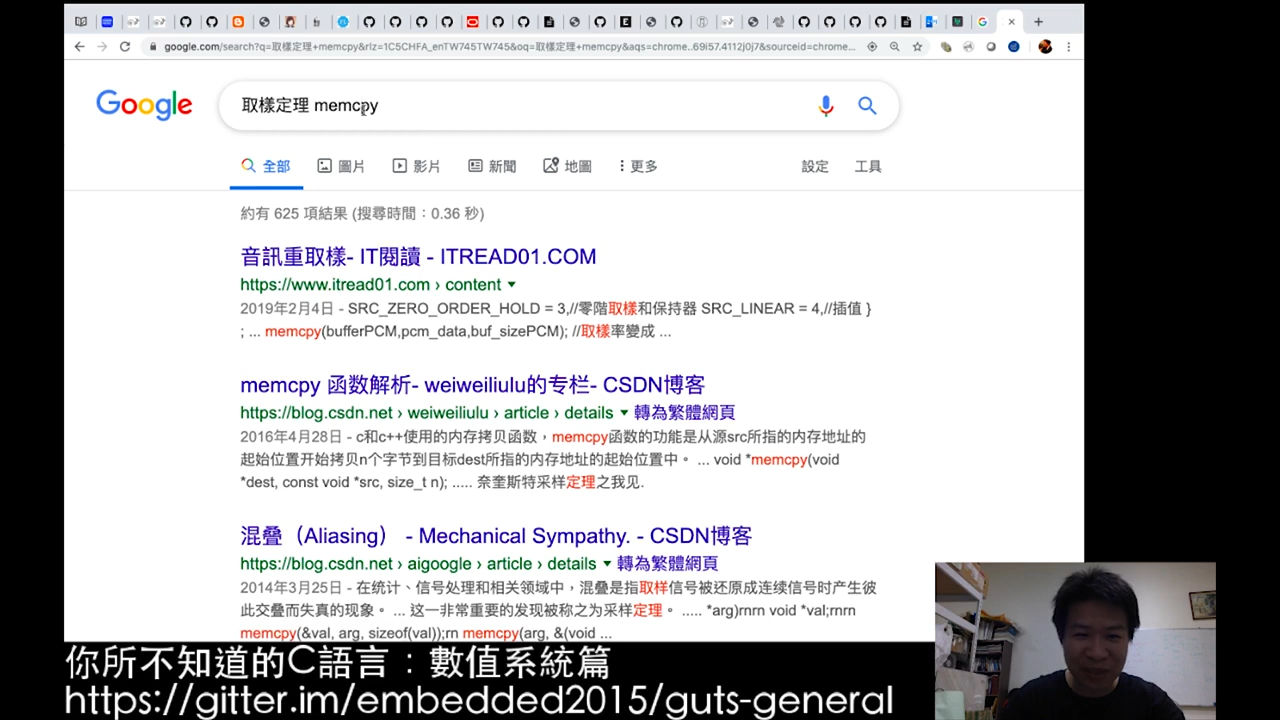 google.com/search?q=取樣定理+memcpy&rlz=1C5CHFA_enTW745TW745&oq=取樣定理+memcpy&aqs=chrome...69i57.4112j0j7&sourceid=chrome...
Google
取樣定理 memcpy
全部 圖片 影片 新聞 地圖 更多 設定 工具
約有 625 項結果 (搜尋時間：0.36 秒)
音訊重取樣- IT閱讀 - ITREAD01.COM
https://www.itread01.com › content
2019年2月4日 - SRC_ZERO_ORDER_HOLD = 3,//零階取樣和保持器 SRC_LINEAR = 4,//插值 }
; ... memcpy(bufferPCM,pcm_data,buf_sizePCM); //取樣率變成 ...
memcpy 函数解析- weiweiliulu的专栏- CSDN博客
https://blog.csdn.net › weiweiliulu › article › details 轉為繁體網頁
2016年4月28日 - c和c++使用的内存拷贝函数，memcpy函数的功能是从源src所指的内存地址的
起始位置开始拷贝n个字节到目标dest所指的内存地址的起始位置中。 ... void *memcpy(void
*dest, const void *src, size_t n); ..... 奈奎斯特采样定理之我见.
混叠（Aliasing） - Mechanical Sympathy. - CSDN博客
https://blog.csdn.net › aigoogle › article › details 轉為繁體網頁
2014年3月25日 - 在统计、信号处理和相关领域中，混叠是指取样信号被还原成连续信号时产生彼
此交叠而失真的现象。 ... 这一非常重要的发现被称之为采样定理。 ..... *arg)rnrn void *val;rnrn
memcpy(&val, arg, sizeof(val));rn memcpy(arg, &(void ...
你所不知道的C語言：數值系統篇
https://gitter.im/embedded2015/guts-general